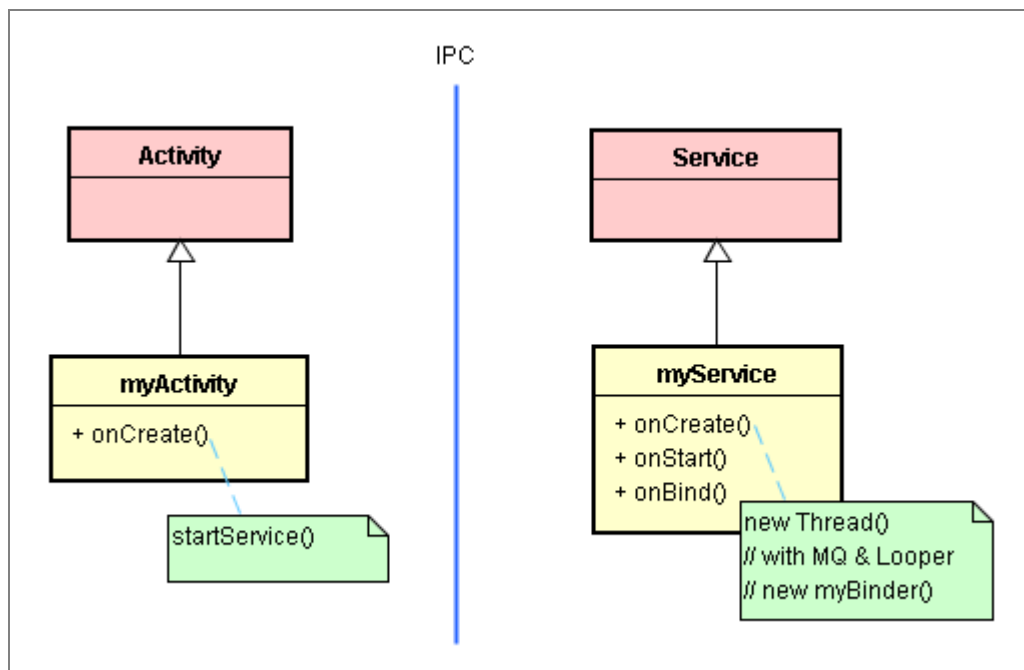 IPC
Activity
Service
myActivity
+ onCreate()
startService()
myService
+ onCreate()
+ onStart()
+ onBind()
new Thread()
// with MQ & Looper
// new myBinder()